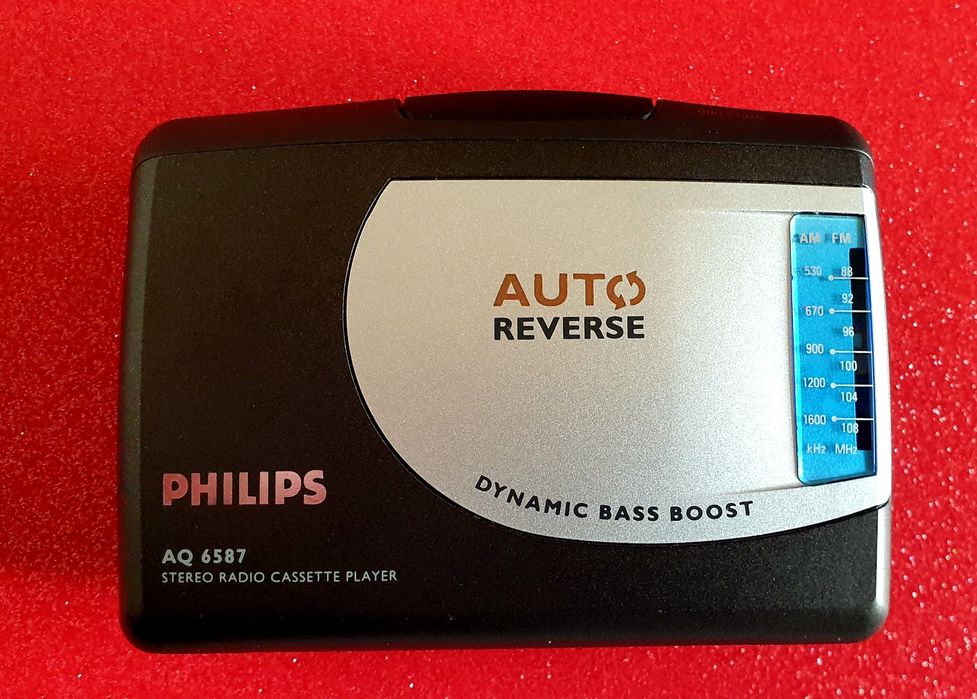 AUTO
REVERSE
AM FM
530 88
92
670
96
900
100
1200
104
1600
108
kHz MHz
DYNAMIC BASS BOOST
PHILIPS
AQ 6587
STEREO RADIO CASSETTE PLAYER